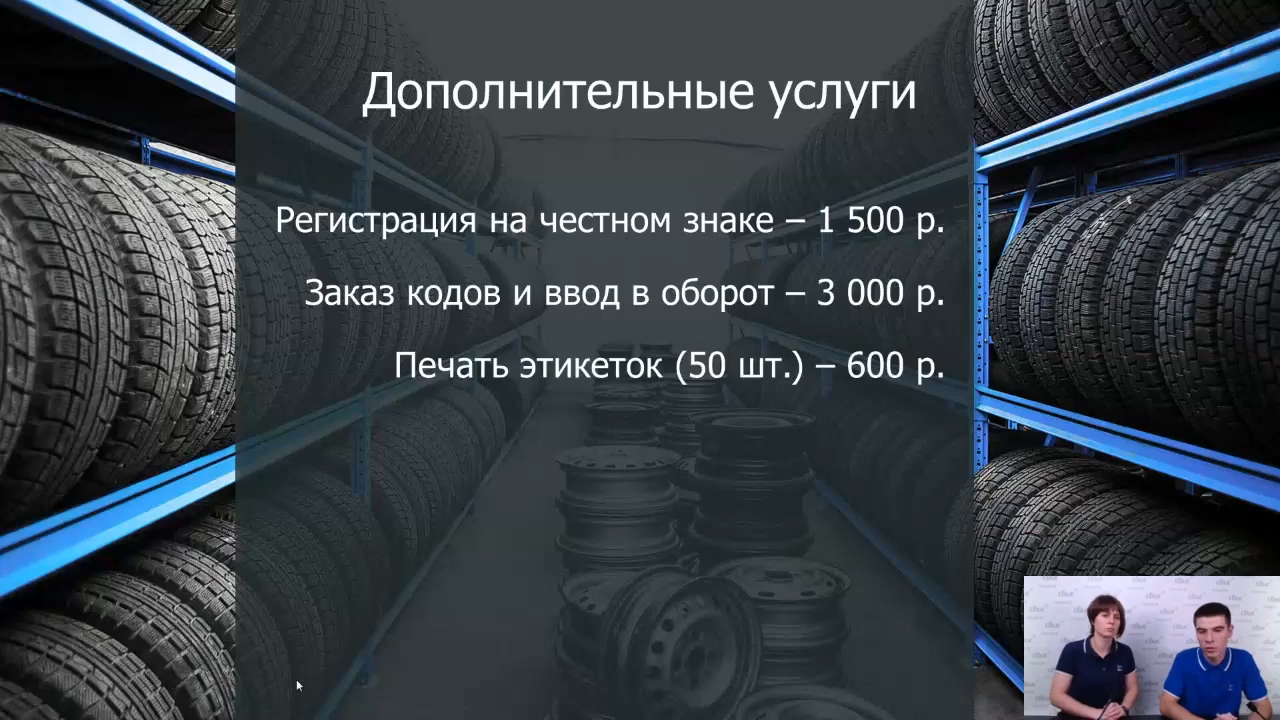 Дополнительные услуги
Регистрация на честном знаке – 1 500 р.
Заказ кодов и ввод в оборот – 3 000 р.
Печать этикеток (50 шт.) – 600 р.